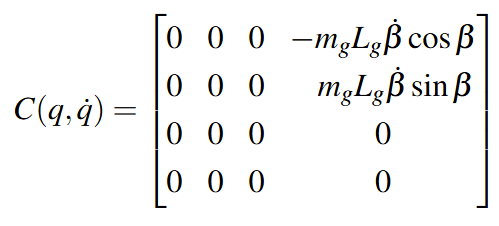 0 0 0 −m_g L_g β̇ cos β
0 0 0 m_g L_g β̇ sin β
C(q, q̇) =
0 0 0 0
0 0 0 0